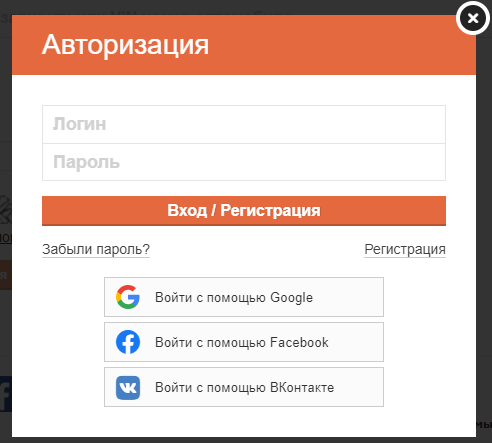 Авторизация
Логин
Пароль
Вход / Регистрация
Забыли пароль? Регистрация
Войти с помощью Google
Войти с помощью Facebook
Войти с помощью ВКонтакте